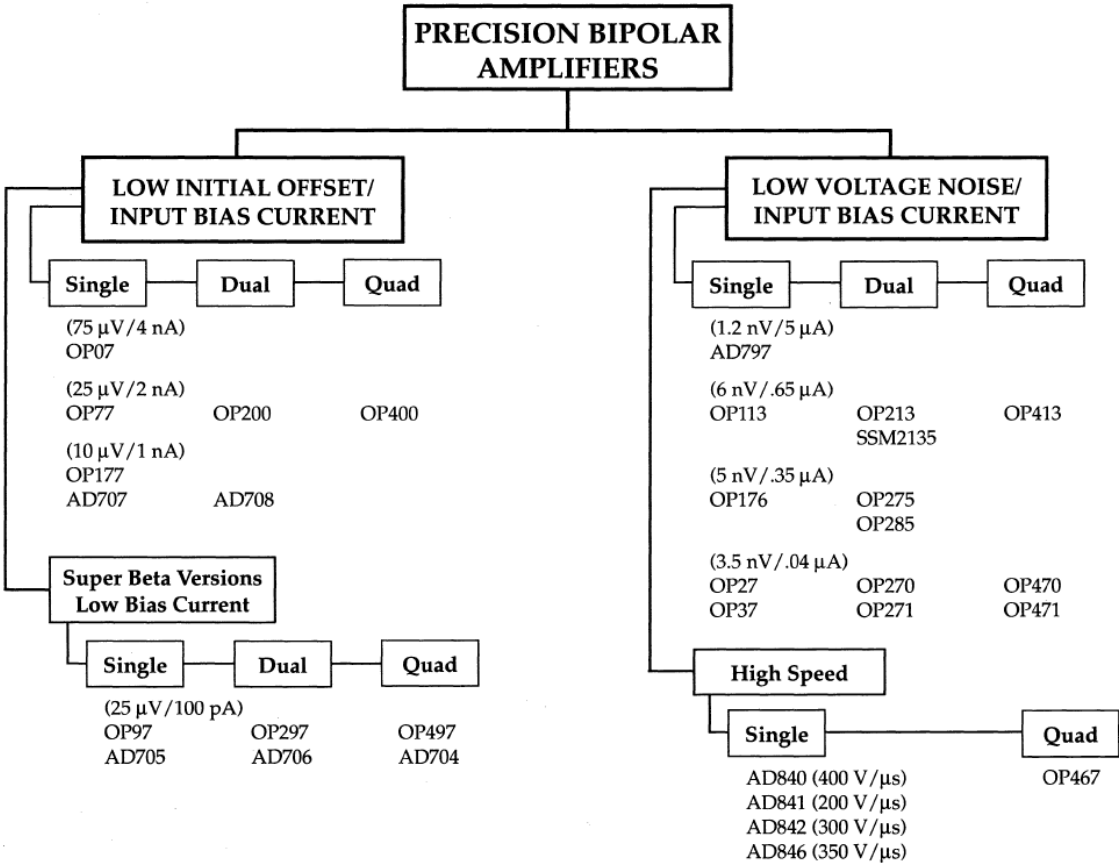 PRECISION BIPOLAR
AMPLIFIERS
LOW INITIAL OFFSET/
INPUT BIAS CURRENT
Single
Dual
Quad
(75 μV/4 nA)
OP07
(25 μV/2 nA)
OP77 OP200 OP400
(10 μV/1 nA)
OP177
AD707 AD708
Super Beta Versions
Low Bias Current
Single
Dual
Quad
(25 μV/100 pA)
OP97 OP297 OP497
AD705 AD706 AD704
LOW VOLTAGE NOISE/
INPUT BIAS CURRENT
Single
Dual
Quad
(1.2 nV/5 μA)
AD797
(6 nV/.65 μA)
OP113 OP213 OP413
SSM2135
(5 nV/.35 μA)
OP176 OP275
OP285
(3.5 nV/.04 μA)
OP27 OP270 OP470
OP37 OP271 OP471
High Speed
Single
Quad
AD840 (400 V/μs) OP467
AD841 (200 V/μs)
AD842 (300 V/μs)
AD846 (350 V/μs)